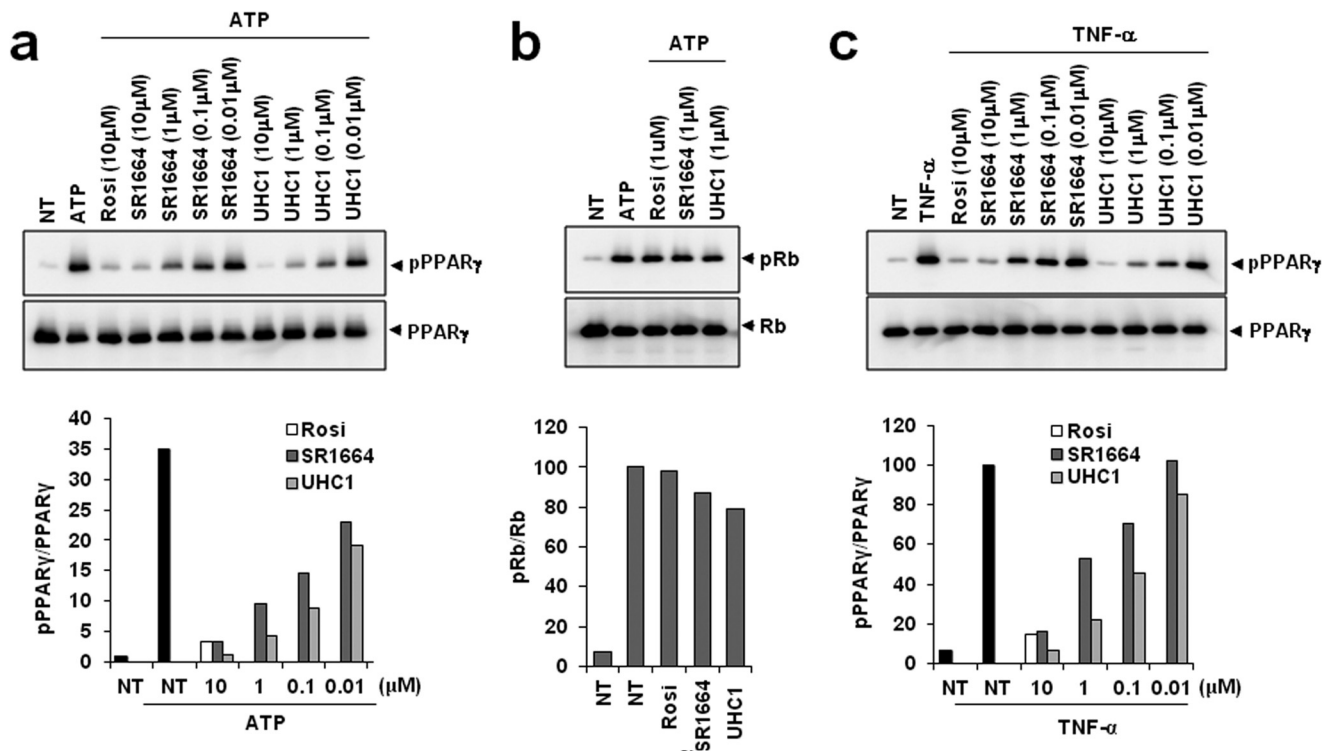 a
ATP
NT
ATP
Rosi (10μM)
SR1664 (10μM)
SR1664 (1μM)
SR1664 (0.1μM)
SR1664 (0.01μM)
UHC1 (10μM)
UHC1 (1μM)
UHC1 (0.1μM)
UHC1 (0.01μM)
pPPARγ
PPARγ
40
35
30
25
20
15
10
5
0
pPPARγ/PPARγ
Rosi
SR1664
UHC1
NT NT 10 1 0.1 0.01 (μM)
ATP
b
ATP
NT
ATP
Rosi (1uM)
SR1664 (1μM)
UHC1 (1μM)
pRb
Rb
120
100
80
60
40
20
0
pRb/Rb
NT
NT
Rosi
SR1664
UHC1
c
TNF-α
NT
TNF-α
Rosi (10μM)
SR1664 (10μM)
SR1664 (1μM)
SR1664 (0.1μM)
SR1664 (0.01μM)
UHC1 (10μM)
UHC1 (1μM)
UHC1 (0.1μM)
UHC1 (0.01μM)
pPPARγ
PPARγ
120
100
80
60
40
20
0
pPPARγ/PPARγ
Rosi
SR1664
UHC1
NT NT 10 1 0.1 0.01 (μM)
TNF-α